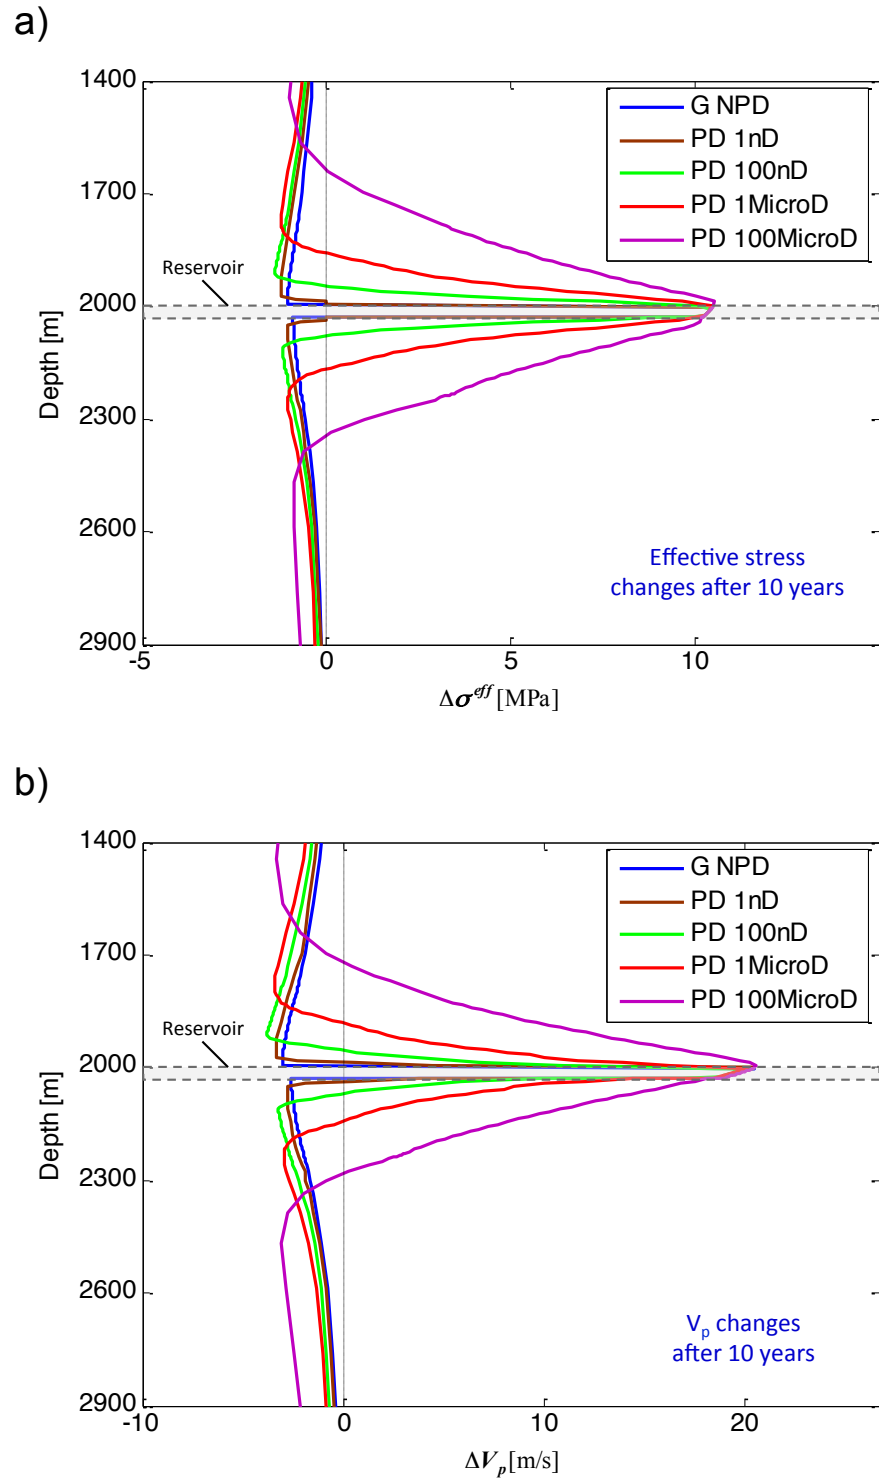 a)
1400
1700
2000
2300
2600
2900
Depth [m]
G NPD
PD 1nD
PD 100nD
PD 1MicroD
PD 100MicroD
Reservoir
Effective stress
changes after 10 years
-5
0
5
10
Δσ^eff [MPa]
b)
1400
1700
2000
2300
2600
2900
Depth [m]
G NPD
PD 1nD
PD 100nD
PD 1MicroD
PD 100MicroD
Reservoir
Vp changes
after 10 years
-10
0
10
20
ΔVp [m/s]